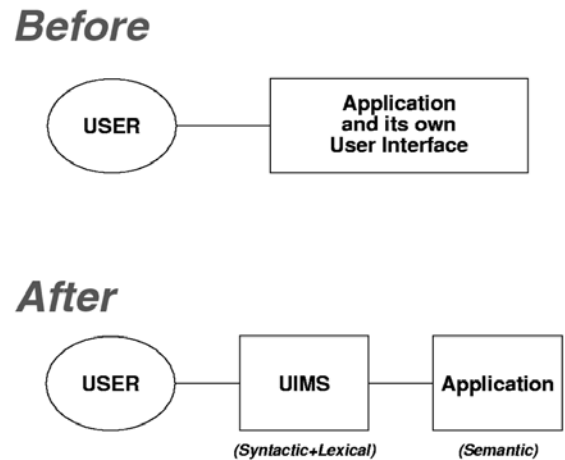 Before
USER
Application
and its own
User Interface
After
USER
UIMS
Application
(Syntactic+Lexical)
(Semantic)